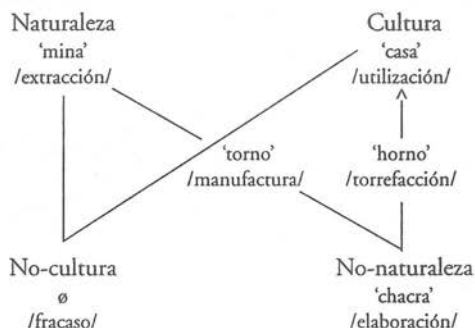 Naturaleza
'mina'
/extracción/
Cultura
'casa'
/utilización/
'torno'
/manufactura/
'horno'
/torrefacción/
No-cultura
ø
/fracaso/
No-naturaleza
'chacra'
/elaboración/